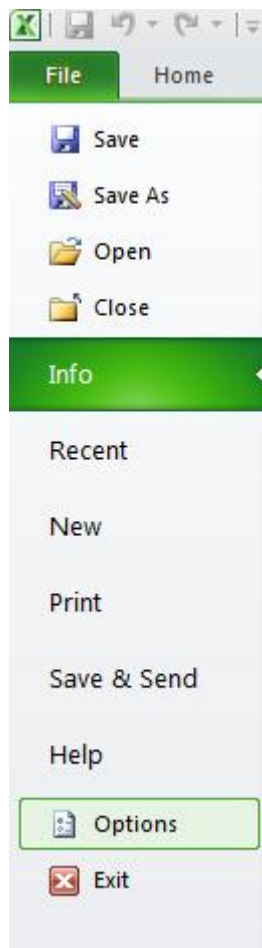 File Home
Save
Save As
Open
Close
Info
Recent
New
Print
Save & Send
Help
Options
Exit